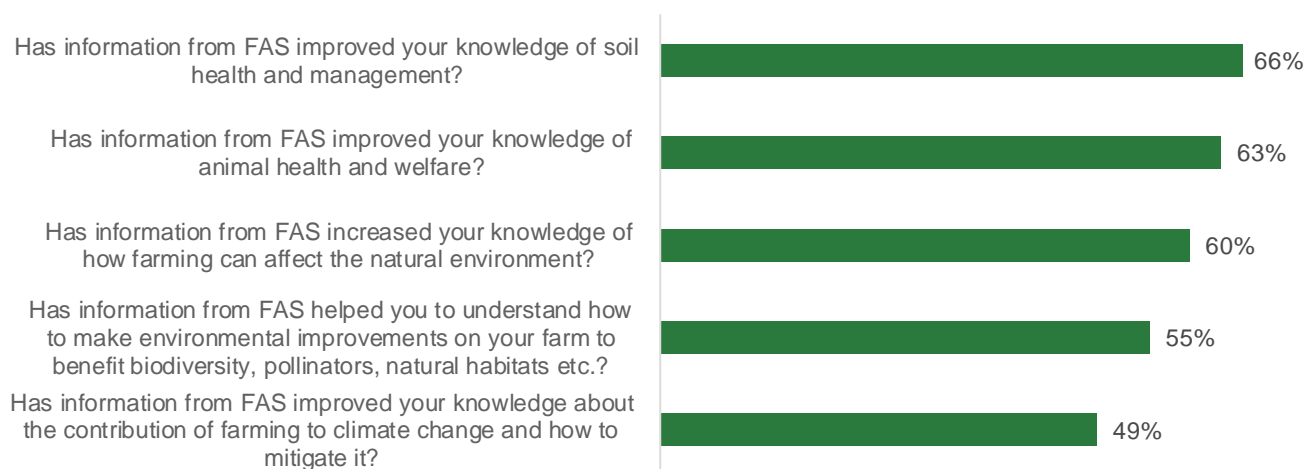 Has information from FAS improved your knowledge of soil
health and management?
66%
Has information from FAS improved your knowledge of
animal health and welfare?
63%
Has information from FAS increased your knowledge of
how farming can affect the natural environment?
60%
Has information from FAS helped you to understand how
to make environmental improvements on your farm to
benefit biodiversity, pollinators, natural habitats etc.?
55%
Has information from FAS improved your knowledge about
the contribution of farming to climate change and how to
mitigate it?
49%